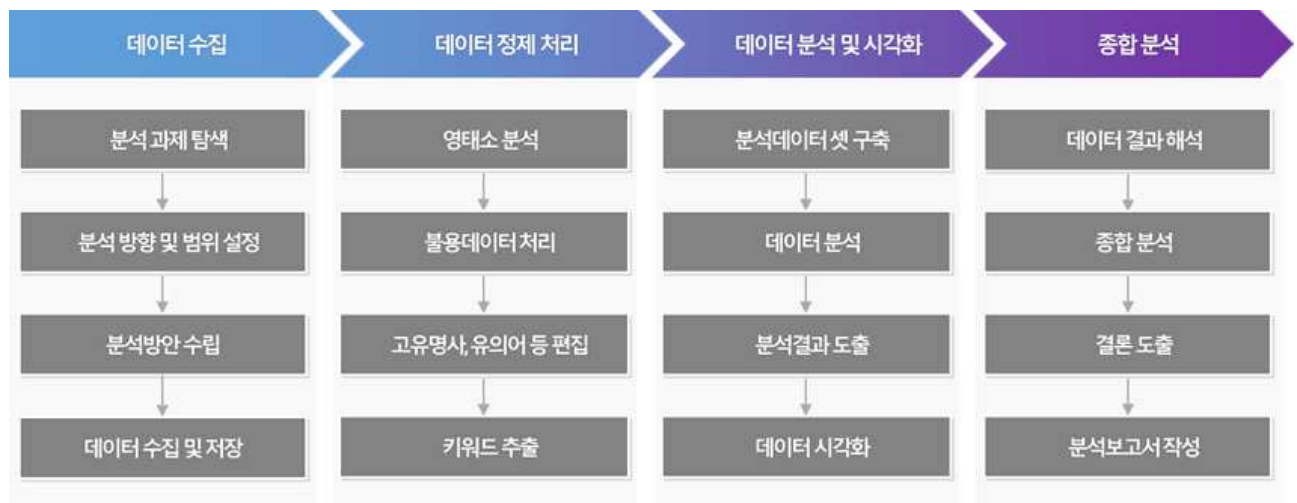 데이터 수집
데이터 정제 처리
데이터 분석 및 시각화
종합 분석
분석 과제 탐색
분석 방향 및 범위 설정
분석방안 수립
데이터 수집 및 저장
영태소 분석
불용데이터 처리
고유명사, 유의어 등 편집
키워드 추출
분석데이터 셋 구축
데이터 분석
분석결과 도출
데이터 시각화
데이터 결과 해석
종합 분석
결론 도출
분석보고서 작성